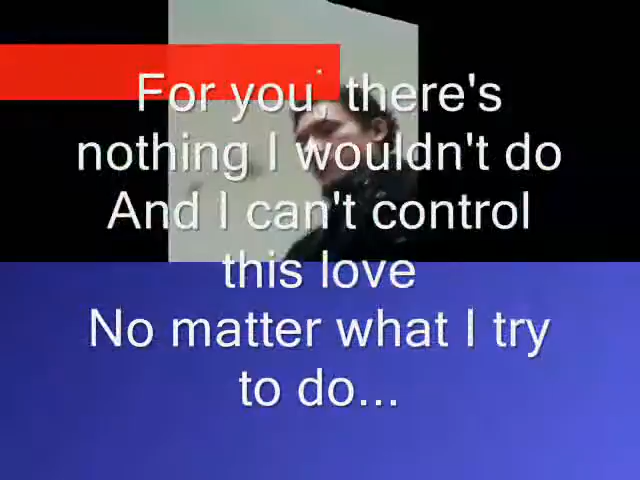 For you, there's
nothing I wouldn't do
And I can't control
this love
No matter what I try
to do...